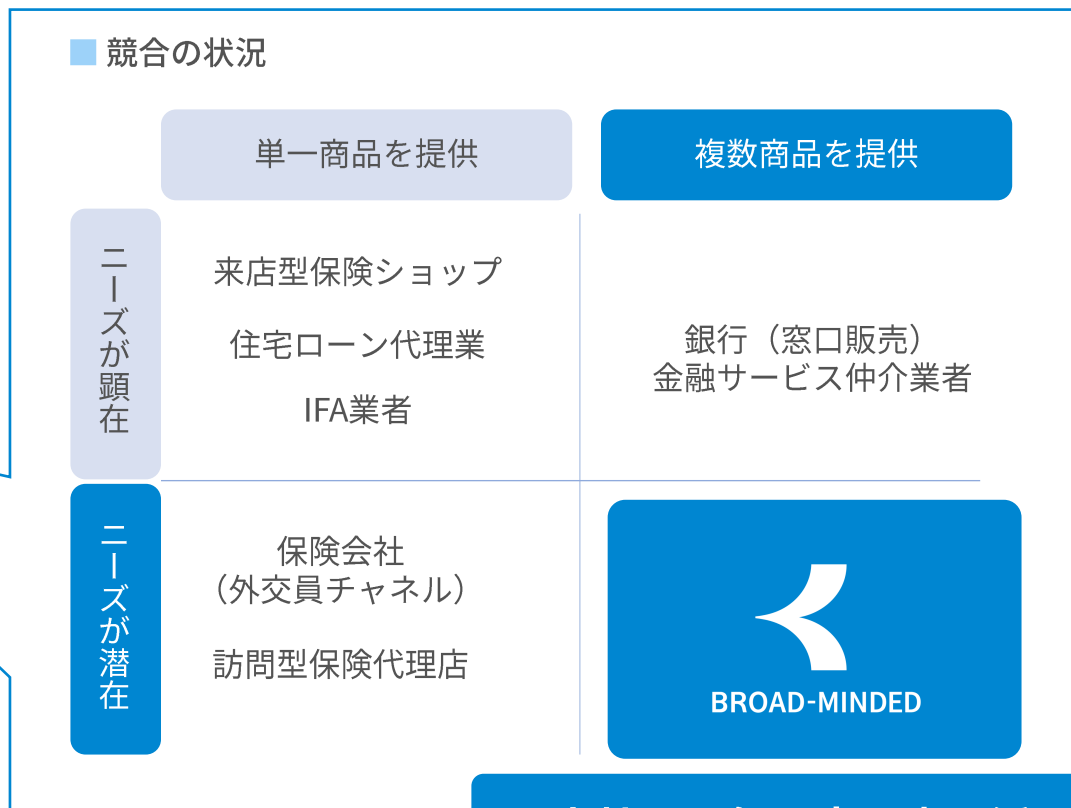 競合の状況
単一商品を提供
複数商品を提供
ニーズが顕在
来店型保険ショップ
住宅ローン代理業
IFA業者
銀行（窓口販売）
金融サービス仲介業者
ニーズが潜在
保険会社
（外交員チャネル）
訪問型保険代理店
BROAD-MINDED